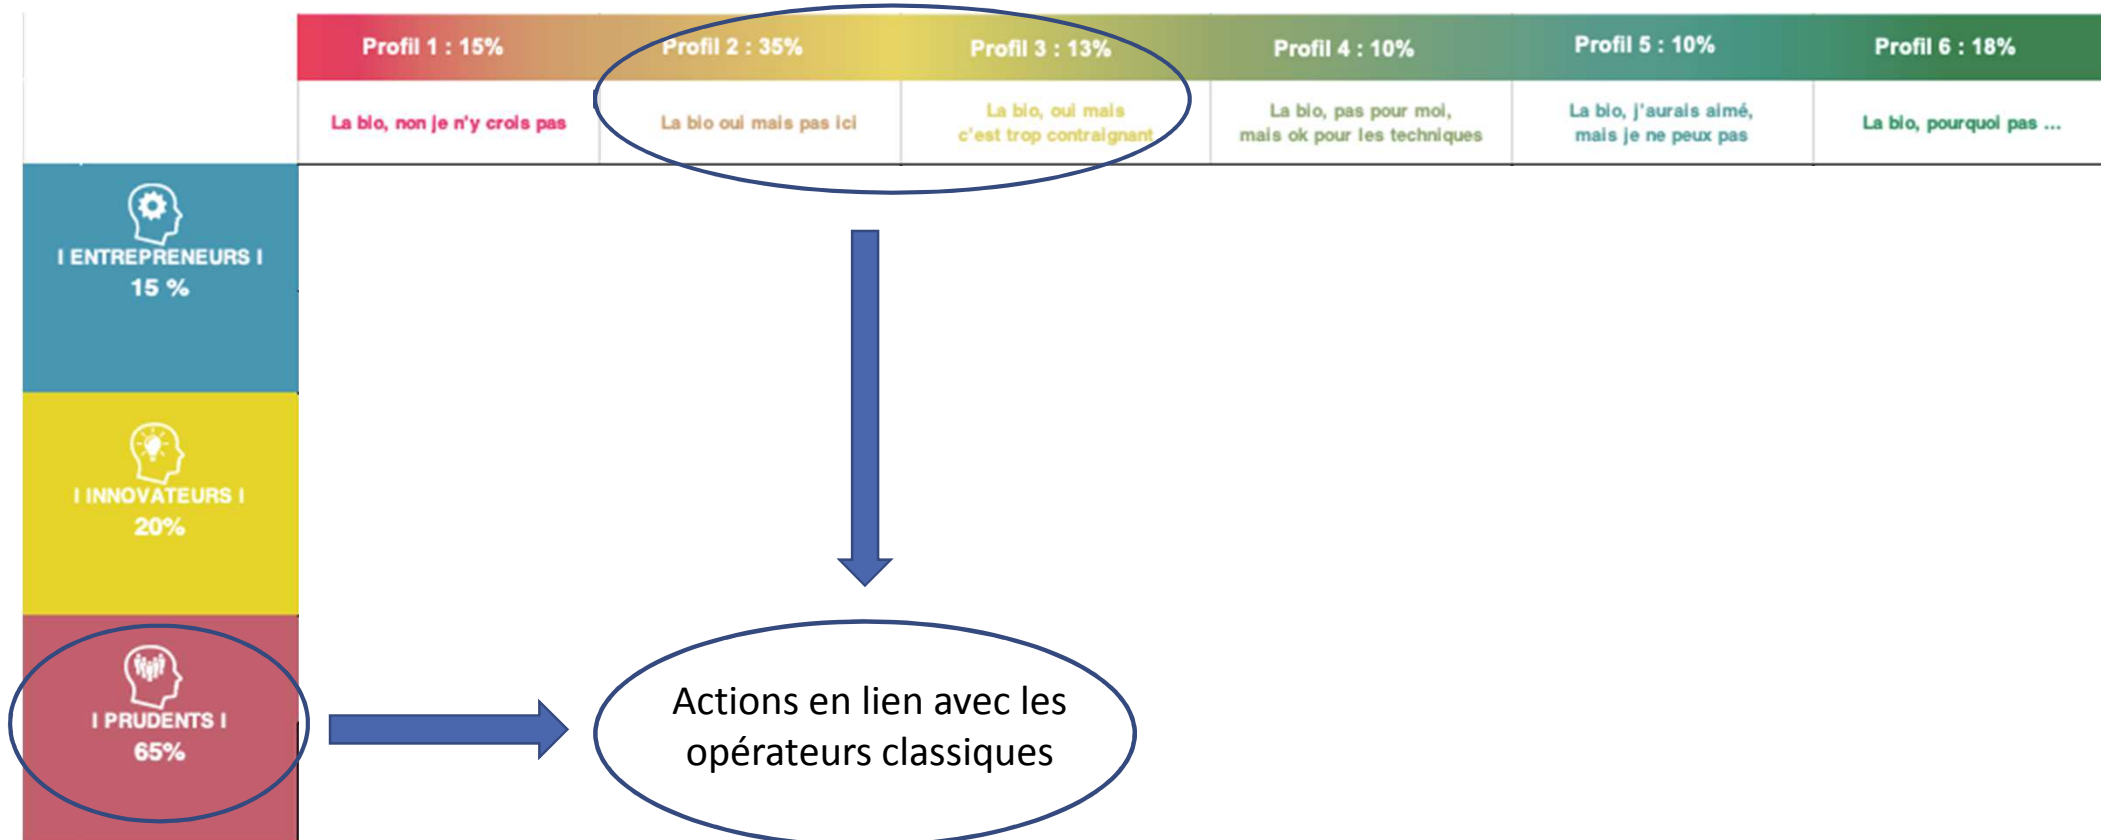 Profil 1 : 15%
Profil 2 : 35%
Profil 3 : 13%
Profil 4 : 10%
Profil 5 : 10%
Profil 6 : 18%
La bio, non je n'y crois pas
La bio oui mais pas ici
La bio, oui mais
c'est trop contraignant
La bio, pas pour moi,
mais ok pour les techniques
La bio, j'aurais aimé,
mais je ne peux pas
La bio, pourquoi pas ...
I ENTREPRENEURS I
15 %
I INNOVATEURS I
20%
I PRUDENTS I
65%
Actions en lien avec les
opérateurs classiques